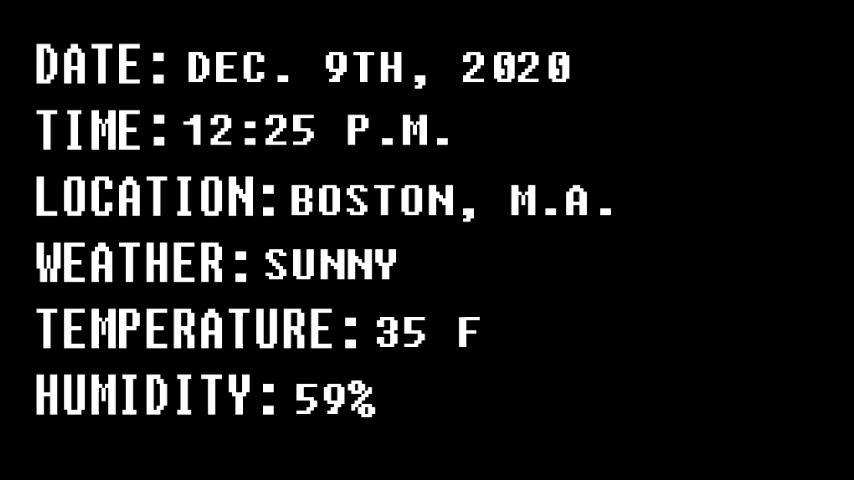 DATE: DEC. 9TH, 2020
TIME: 12:25 P.M.
LOCATION: BOSTON, M.A.
WEATHER: SUNNY
TEMPERATURE: 35 F
HUMIDITY: 59%